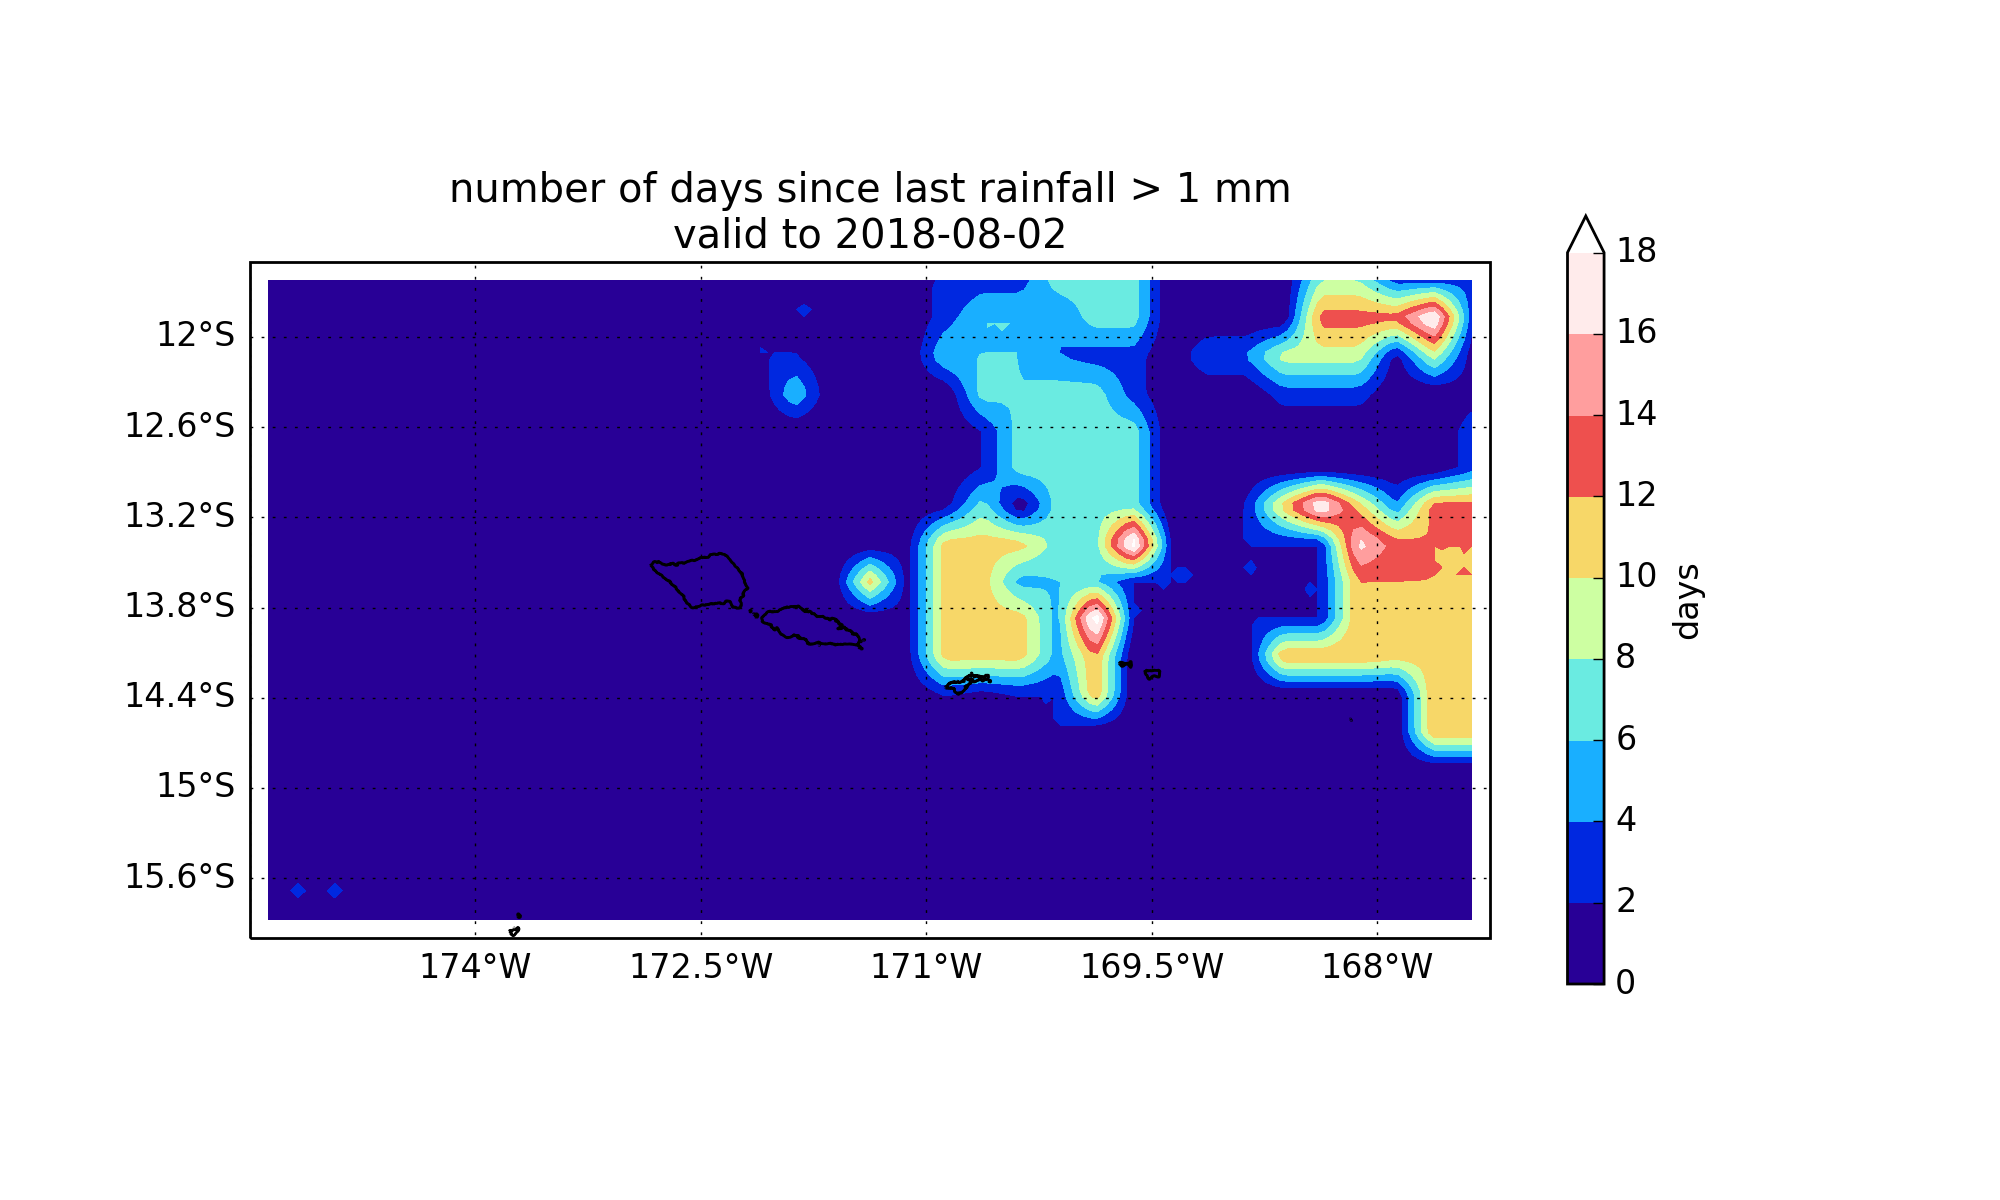 number of days since last rainfall > 1 mm
valid to 2018-08-02
12°S
12.6°S
13.2°S
13.8°S
14.4°S
15°S
15.6°S
174°W
172.5°W
171°W
169.5°W
168°W
18
16
14
12
10
8
6
4
2
0
days